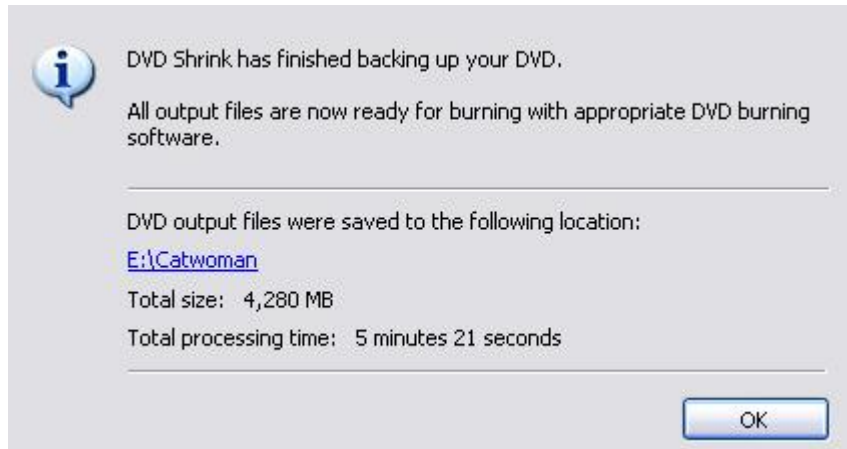 DVD Shrink has finished backing up your DVD.
All output files are now ready for burning with appropriate DVD burning
software.
DVD output files were saved to the following location:
E:\Catwoman
Total size: 4,280 MB
Total processing time: 5 minutes 21 seconds
OK